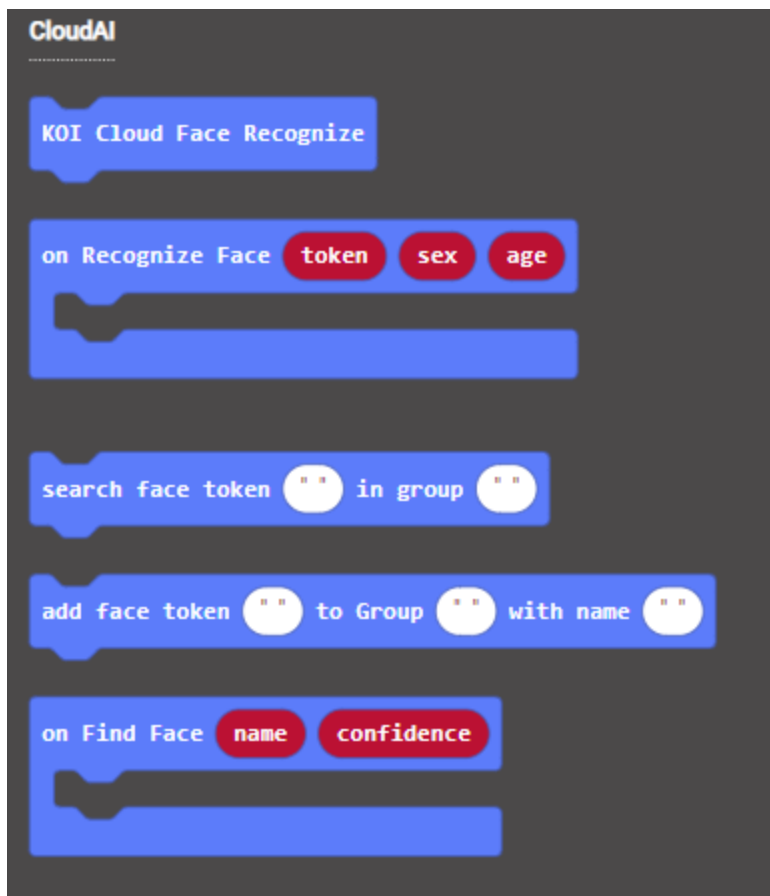 CloudAI
KOI Cloud Face Recognize
on Recognize Face token sex age
search face token " " in group " "
add face token " " to Group " " with name " "
on Find Face name confidence